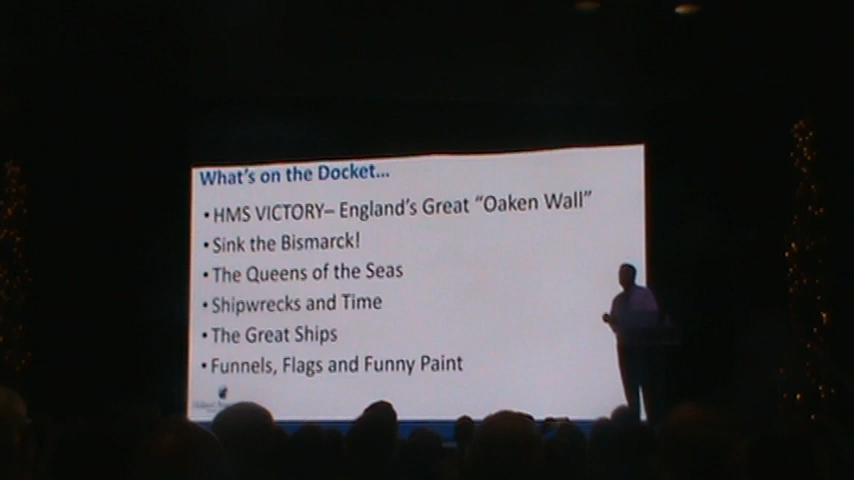 What's on the Docket...
• HMS VICTORY– England's Great "Oaken Wall"
• Sink the Bismarck!
• The Queens of the Seas
• Shipwrecks and Time
• The Great Ships
• Funnels, Flags and Funny Paint